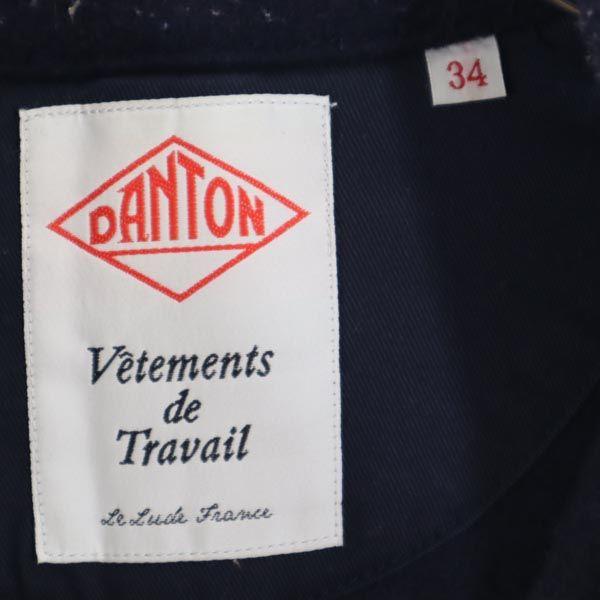 34
DANTON
Vêtements
de
Travail
Le Lude France